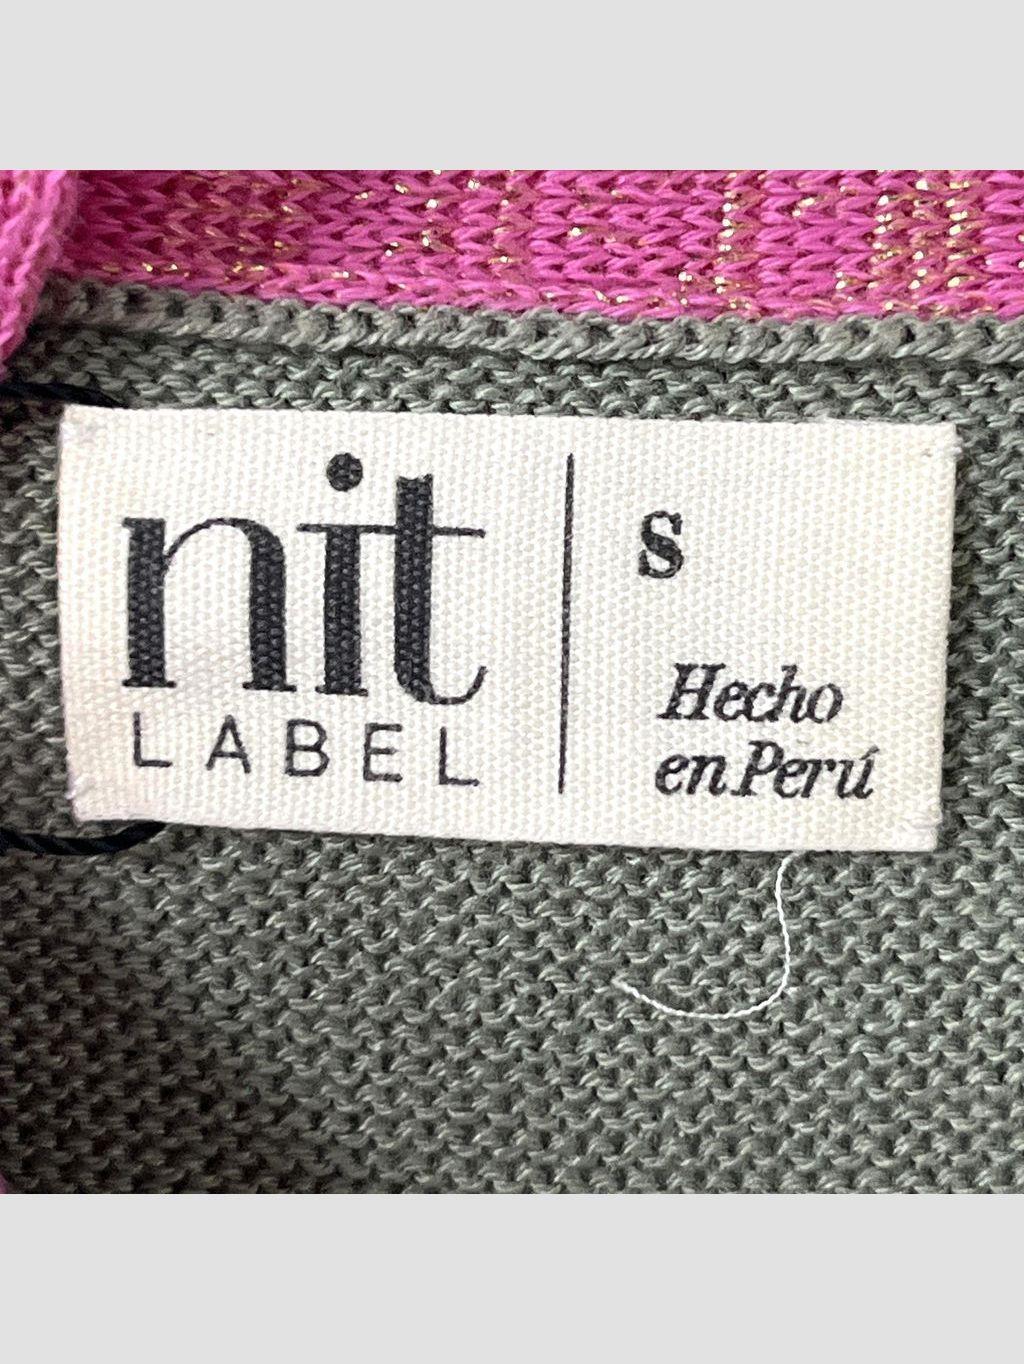 nit
LABEL
S
Hecho
en Perú